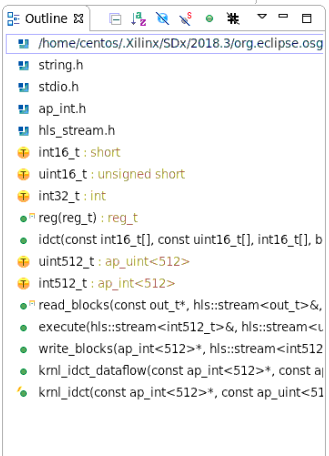 Outline
/home/centos/.Xilinx/SDx/2018.3/org.eclipse.osg
string.h
stdio.h
ap_int.h
hls_stream.h
int16_t : short
uint16_t : unsigned short
int32_t : int
reg(reg_t) : reg_t
idct(const int16_t[], const uint16_t[], int16_t[], b
uint512_t : ap_uint<512>
int512_t : ap_int<512>
read_blocks(const out_t*, hls::stream<out_t>&,
execute(hls::stream<int512_t>&, hls::stream<u
write_blocks(ap_int<512>*, hls::stream<int512
krnl_idct_dataflow(const ap_int<512>*, const ap
krnl_idct(const ap_int<512>*, const ap_uint<51